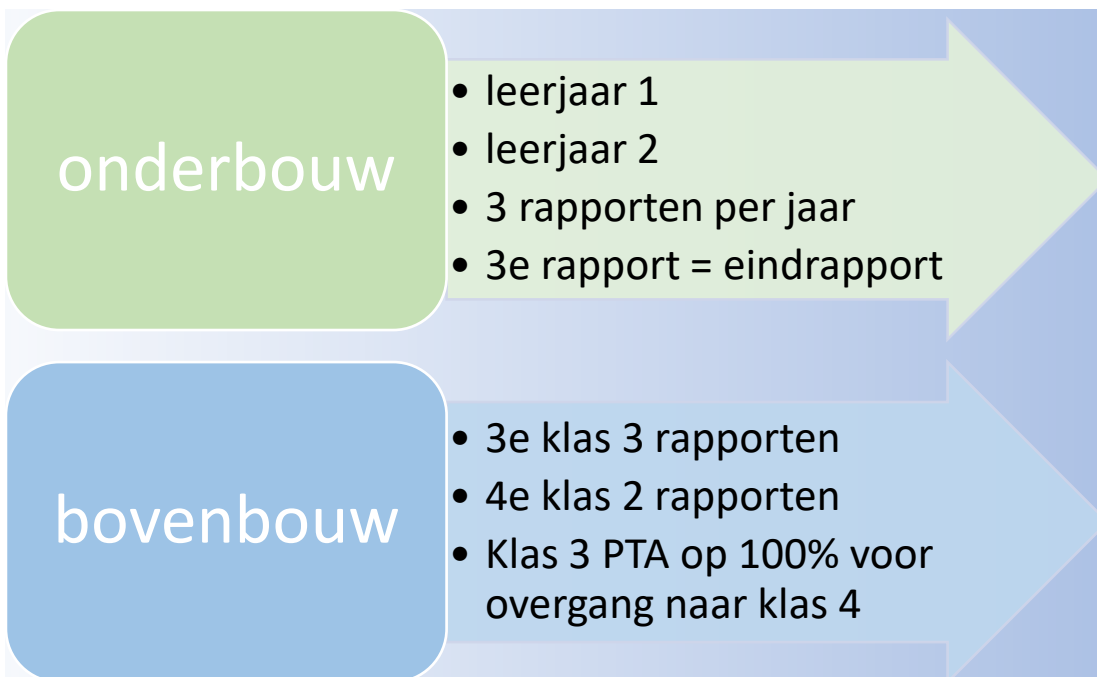 onderbouw
• leerjaar 1
• leerjaar 2
• 3 rapporten per jaar
• 3e rapport = eindrapport
bovenbouw
• 3e klas 3 rapporten
• 4e klas 2 rapporten
• Klas 3 PTA op 100% voor
overgang naar klas 4